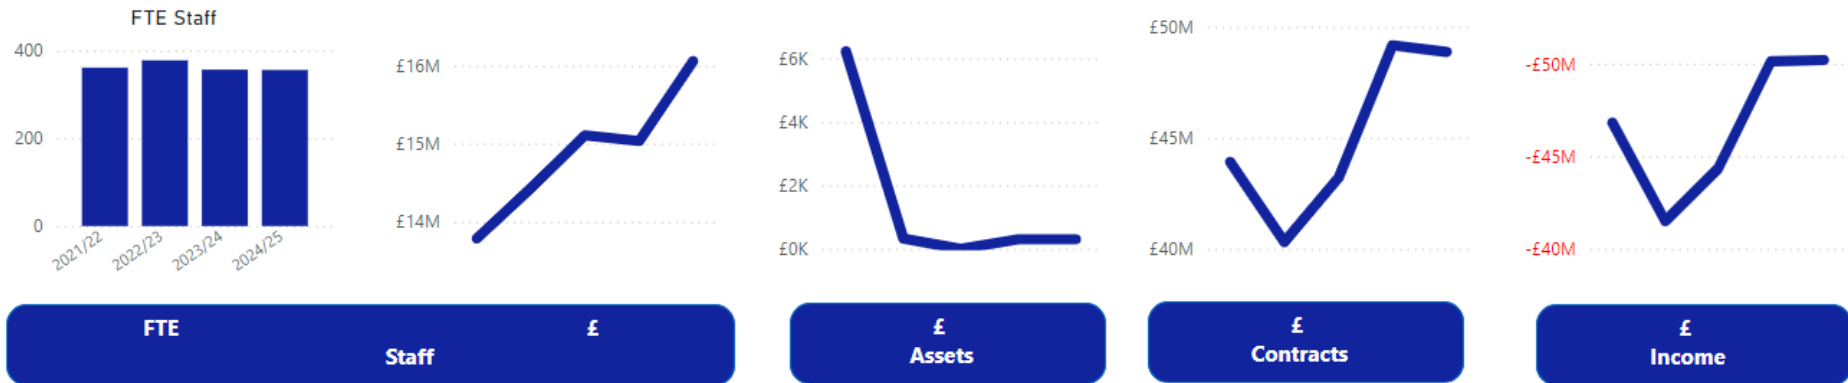 FTE Staff
400
200
0
2021/22
2022/23
2023/24
2024/25
£16M
£15M
£14M
£6K
£4K
£2K
£0K
£50M
£45M
£40M
-£50M
-£45M
-£40M
FTE £
Staff
£
Assets
£
Contracts
£
Income